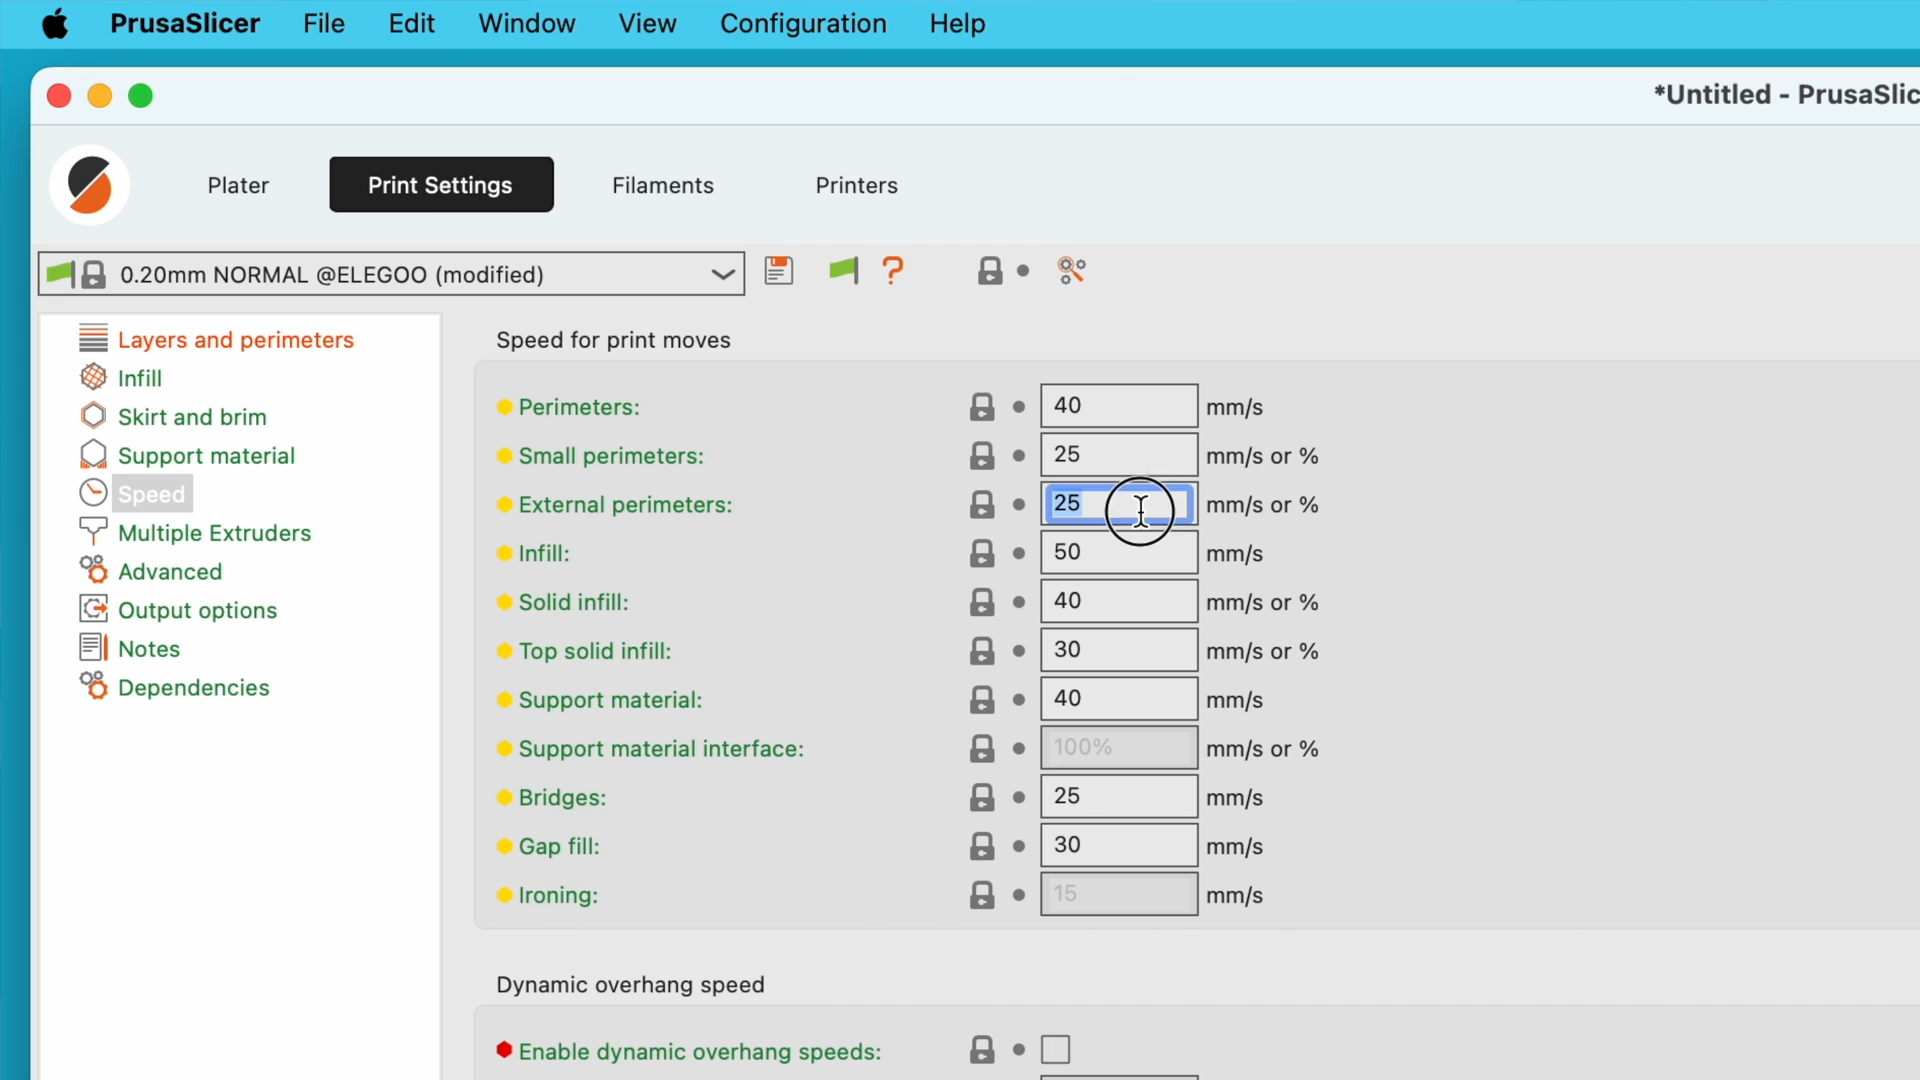 PrusaSlicer File Edit Window View Configuration Help
*Untitled - PrusaSlic
Plater Print Settings Filaments Printers
0.20mm NORMAL @ELEGOO (modified)
Layers and perimeters
Infill
Skirt and brim
Support material
Speed
Multiple Extruders
Advanced
Output options
Notes
Dependencies
Speed for print moves
Perimeters: 40 mm/s
Small perimeters: 25 mm/s or %
External perimeters: 25 mm/s or %
Infill: 50 mm/s
Solid infill: 40 mm/s or %
Top solid infill: 30 mm/s or %
Support material: 40 mm/s
Support material interface: 100% mm/s or %
Bridges: 25 mm/s
Gap fill: 30 mm/s
Ironing: 15 mm/s
Dynamic overhang speed
Enable dynamic overhang speeds: